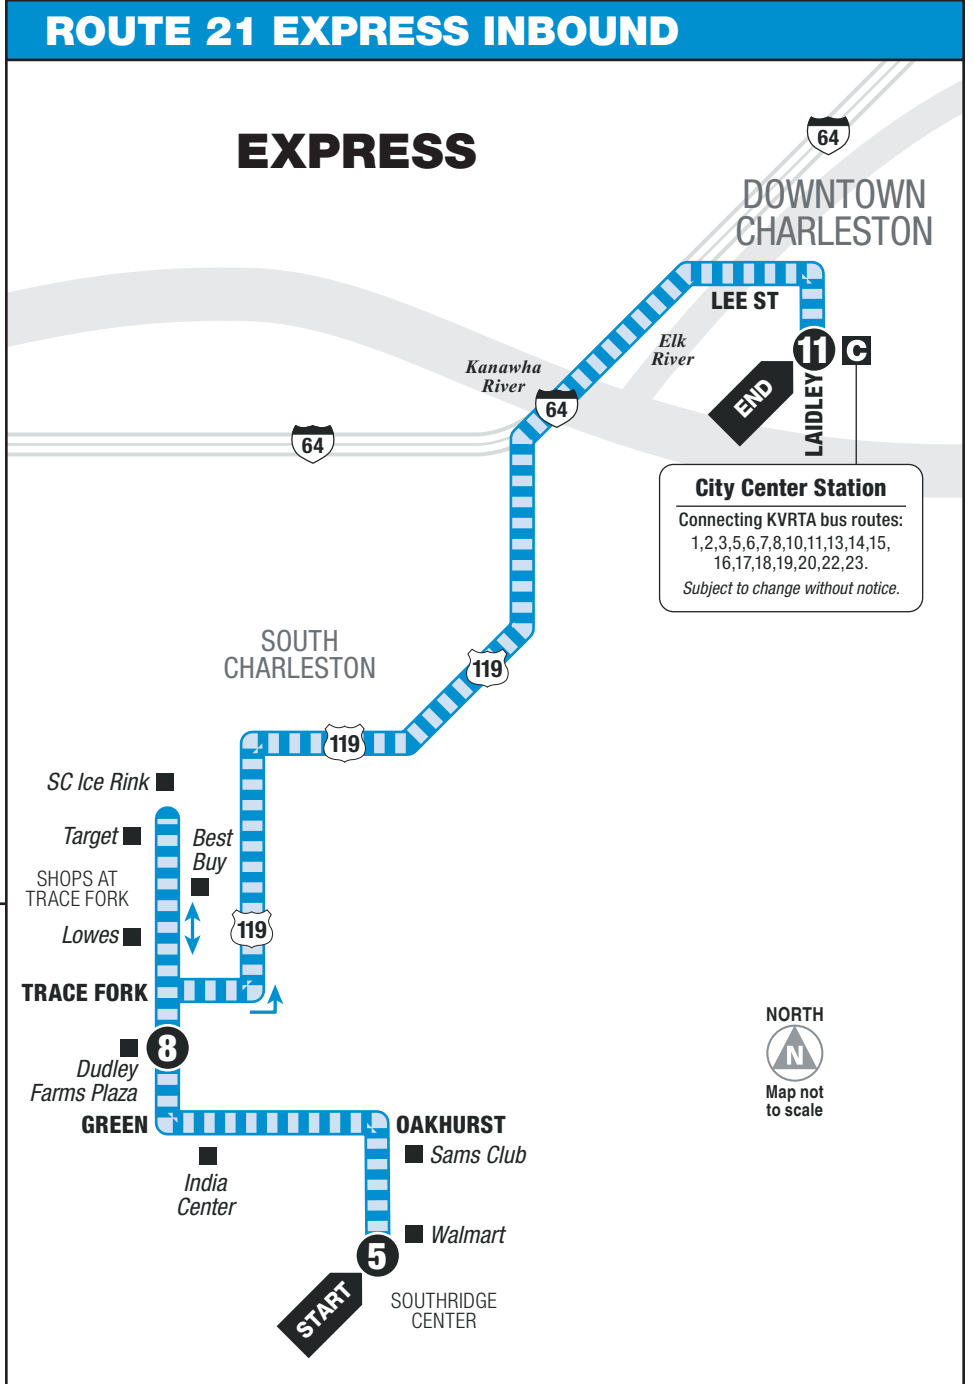 ROUTE 21 EXPRESS INBOUND
EXPRESS
64
DOWNTOWN
CHARLESTON
LEE ST
Elk
River
Kanawha
River
64
64
11
C
END
LAIDLEY
City Center Station
Connecting KVRTA bus routes:
1,2,3,5,6,7,8,10,11,13,14,15,
16,17,18,19,20,22,23.
Subject to change without notice.
SOUTH
CHARLESTON
119
119
SC Ice Rink
Target
Best
Buy
SHOPS AT
TRACE FORK
Lowes
119
TRACE FORK
8
Dudley
Farms Plaza
NORTH
N
Map not
to scale
GREEN
OAKHURST
India
Center
Sams Club
Walmart
5
START
SOUTHRIDGE
CENTER